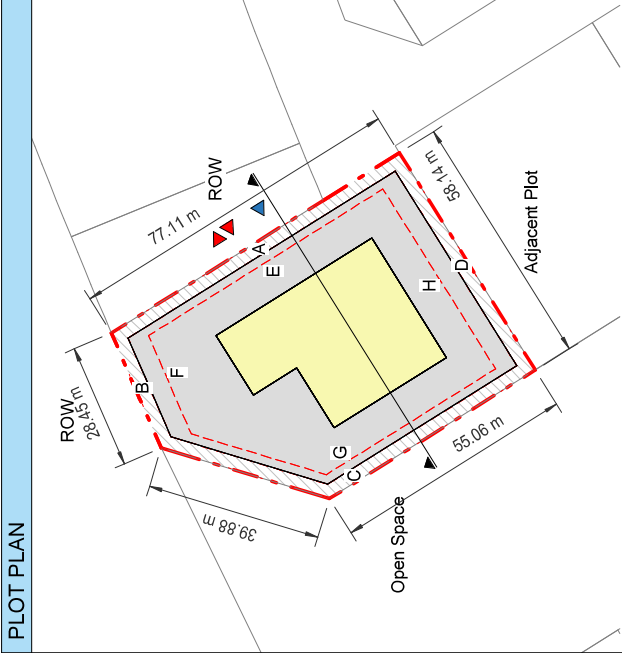 PLOT PLAN
ROW
77.11 m
ROW
28.45 m
A
E
B
F
58.14 m
Adjacent Plot
D
H
G
C
55.06 m
39.88 m
Open Space